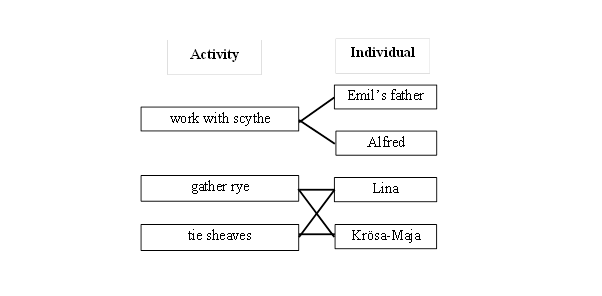 Activity
Individual
Emil's father
work with scythe
Alfred
gather rye
Lina
tie sheaves
Krösa-Maja